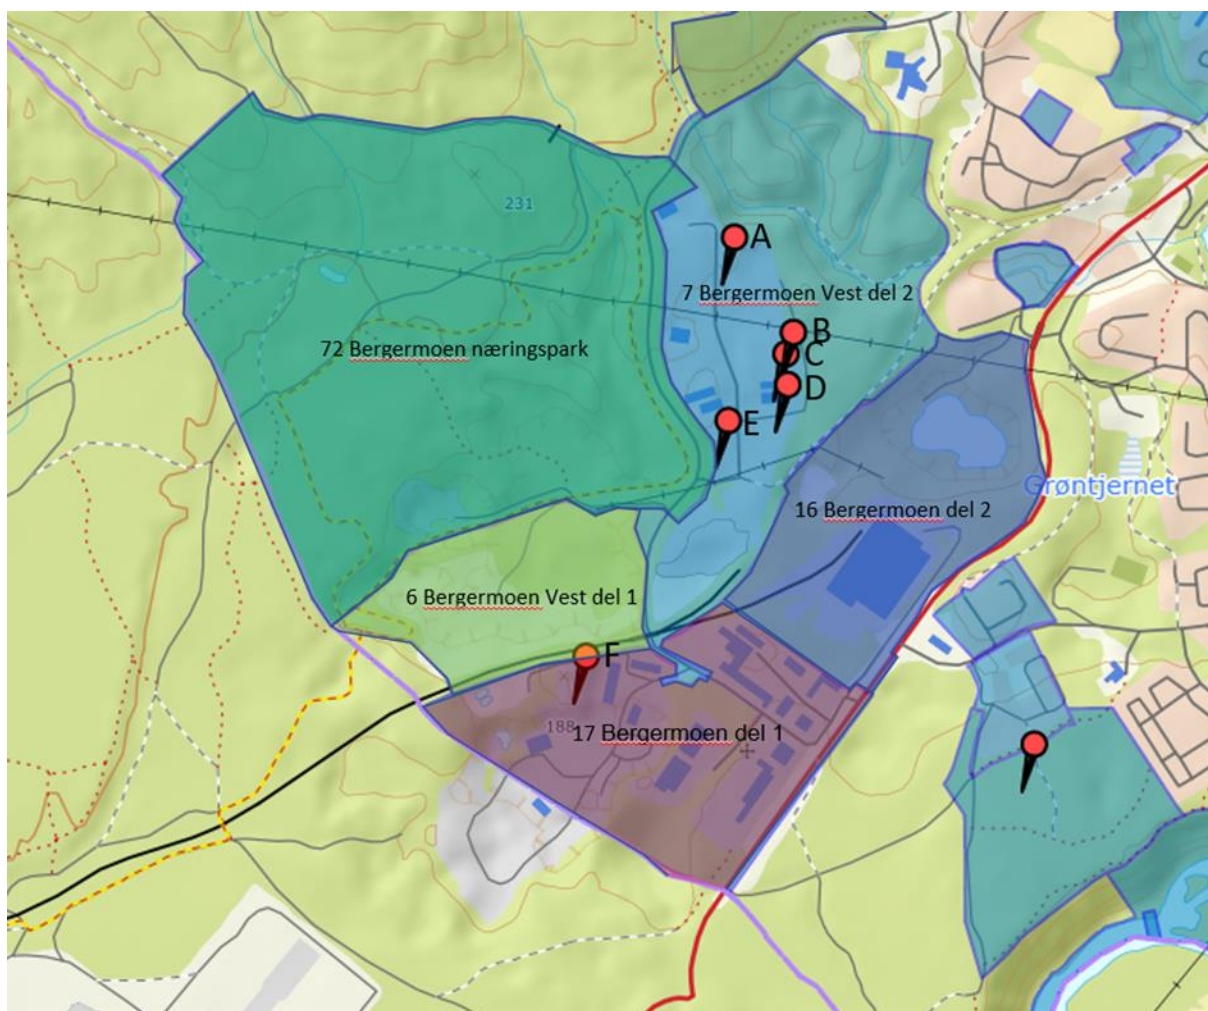 231
A
7 Bergermoen Vest del 2
B
72 Bergermoen næringspark
C
D
E
Grøntjernet
16 Bergermoen del 2
6 Bergermoen Vest del 1
F
188
17 Bergermoen del 1